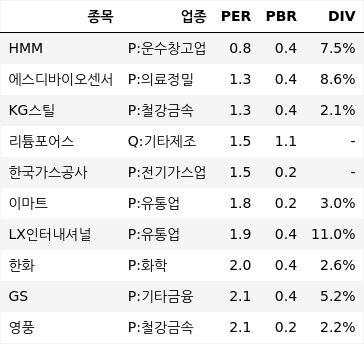 종목 업종 PER PBR DIV
HMM P:운수창고업 0.8 0.4 7.5%
에스디바이오센서 P:의료정밀 1.3 0.4 8.6%
KG스틸 P:철강금속 1.3 0.4 2.1%
리튬포어스 Q:기타제조 1.5 1.1 -
한국가스공사 P:전기가스업 1.5 0.2 -
이마트 P:유통업 1.8 0.2 3.0%
LX인터내셔널 P:유통업 1.9 0.4 11.0%
한화 P:화학 2.0 0.4 2.6%
GS P:기타금융 2.1 0.4 5.2%
영풍 P:철강금속 2.1 0.2 2.2%